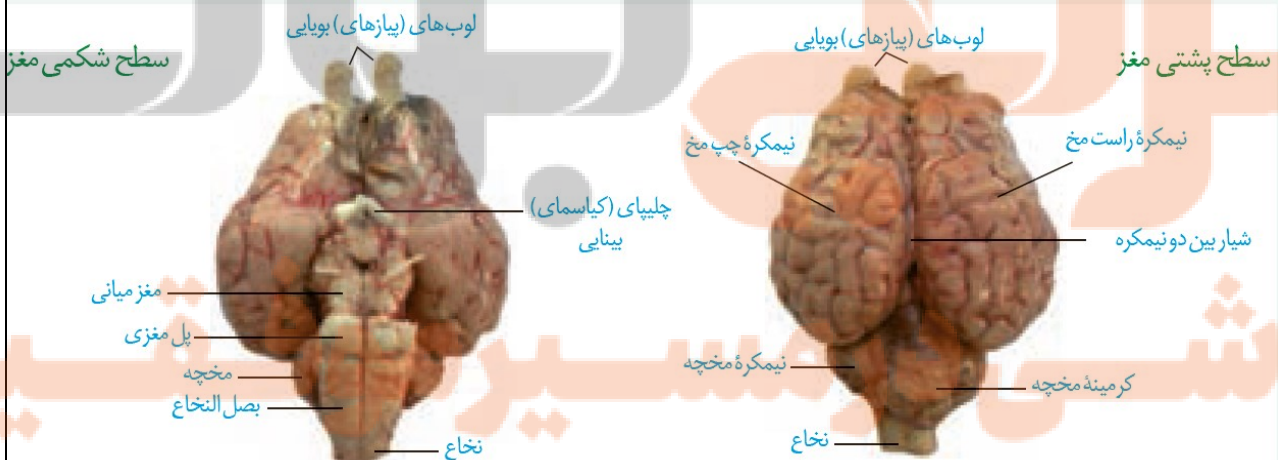 سطح پشتی مغز
لوب‌های (پیازهای) بویایی
نیمکرهٔ راست مخ
نیمکرهٔ چپ مخ
شیار بین دو نیمکره
نیمکرهٔ مخچه
کرمینهٔ مخچه
نخاع
سطح شکمی مغز
لوب‌های (پیازهای) بویایی
چلیپای (کیاسمای)
بینایی
مغز میانی
پل مغزی
مخچه
بصل النخاع
نخاع